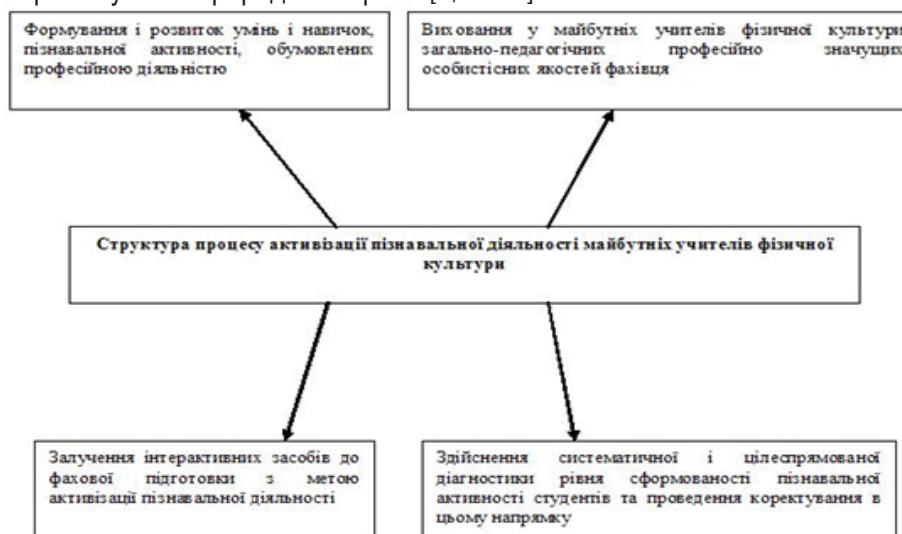 Формування і розвиток умінь і навичок,
пізнавальної активності, обумовлених
професійною діяльністю
Виховання у майбутніх учителів фізичної культури
загально-педагогічних професійно значущих
особистісних якостей фахівця
Структура процесу активізації пізнавальної діяльності майбутніх учителів фізичної
культури
Залучення інтерактивних засобів до
фахової підготовки з метою
активізації пізнавальної діяльності
Здійснення систематичної і цілеспрямованої
діагностики рівня сформованості пізнавальної
активності студентів та проведення коректування в
цьому напрямку